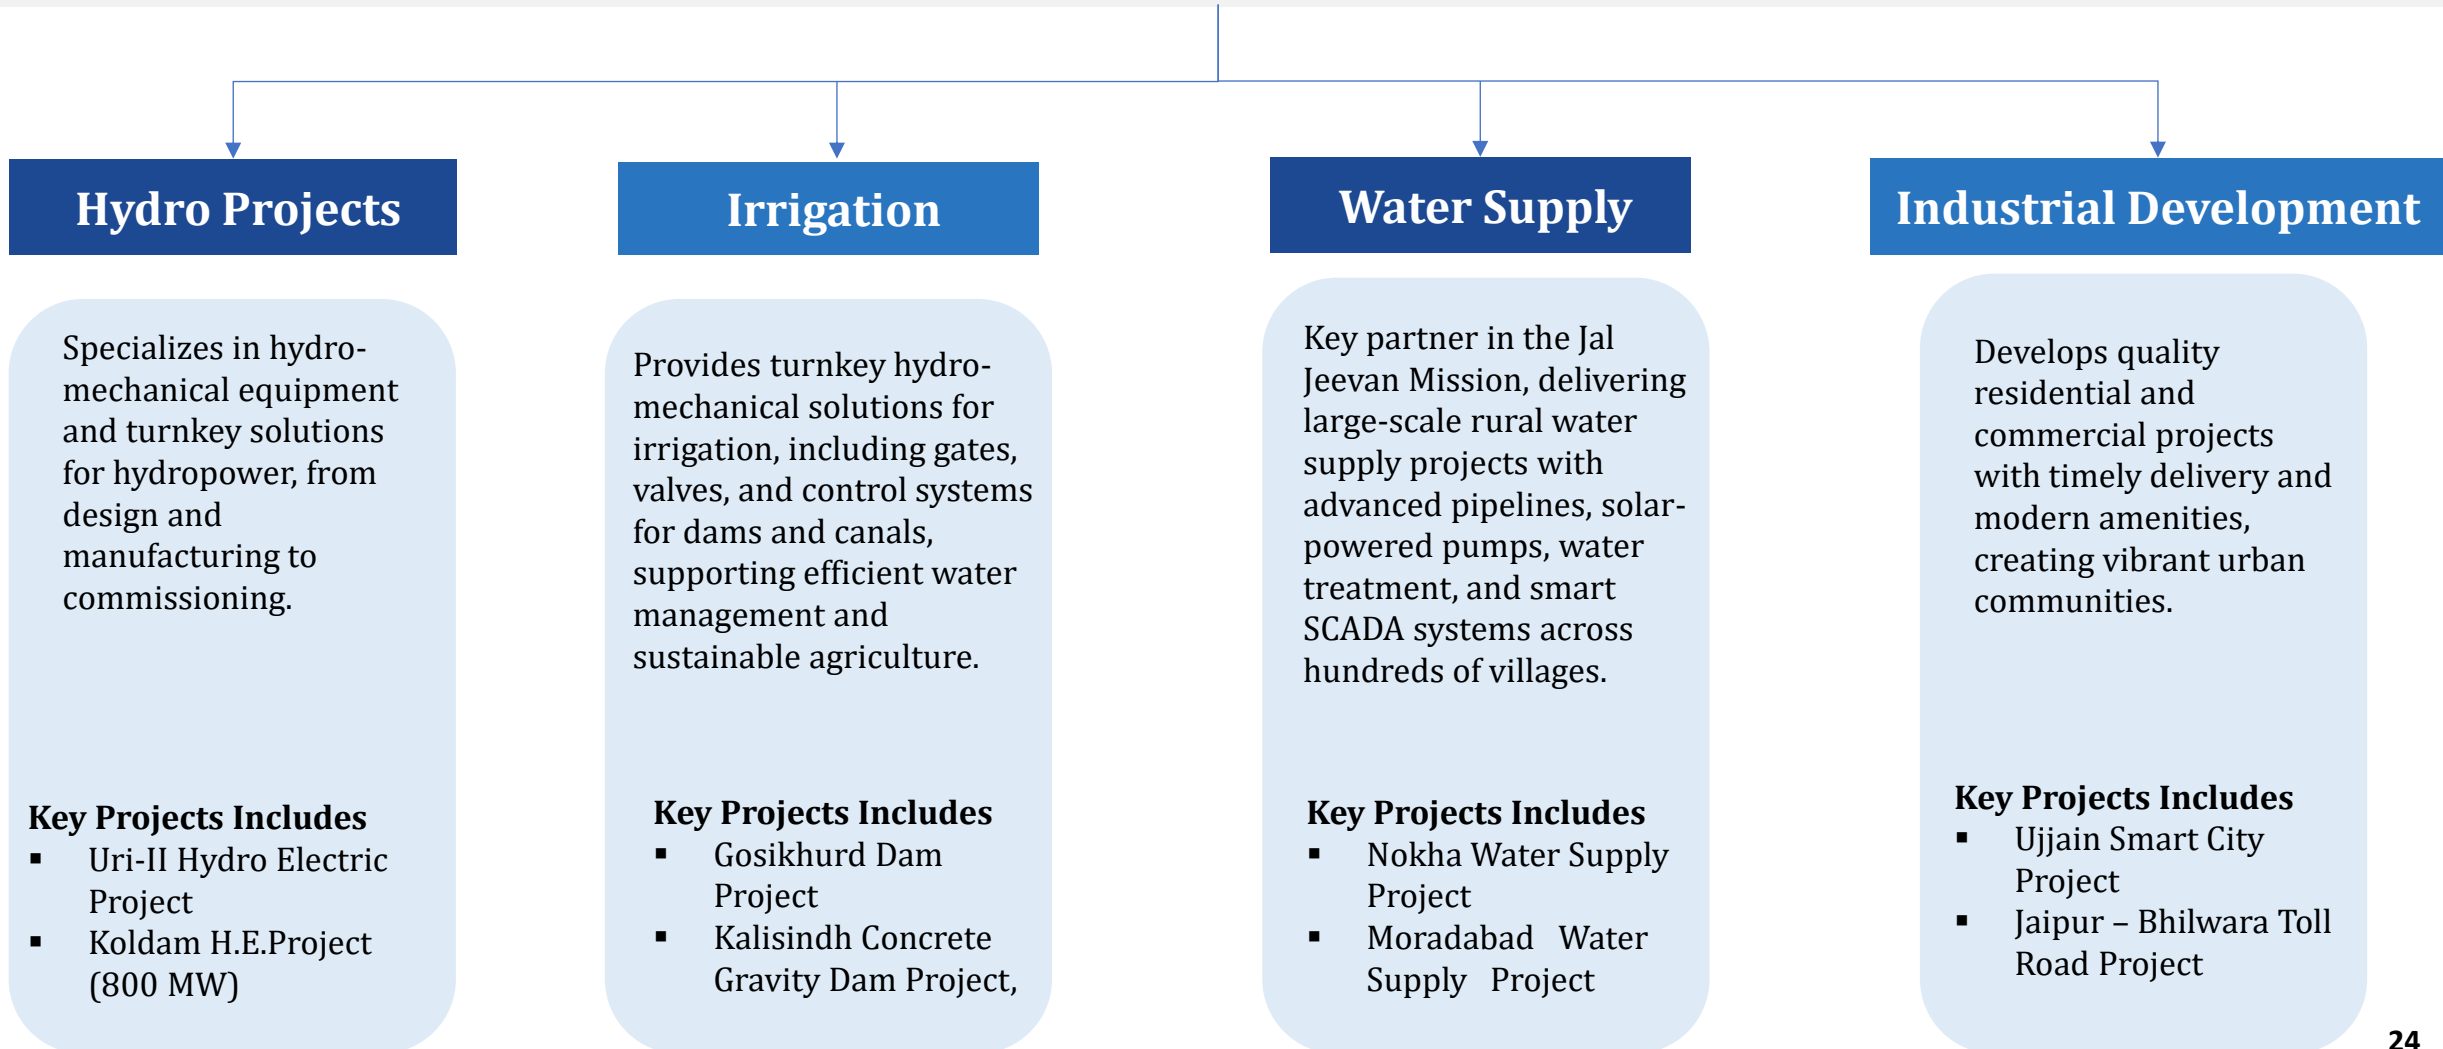 Hydro Projects
Specializes in hydro-
mechanical equipment
and turnkey solutions
for hydropower, from
design and
manufacturing to
commissioning.
Key Projects Includes
▪ Uri-II Hydro Electric
Project
▪ Koldam H.E.Project
(800 MW)
Irrigation
Provides turnkey hydro-
mechanical solutions for
irrigation, including gates,
valves, and control systems
for dams and canals,
supporting efficient water
management and
sustainable agriculture.
Key Projects Includes
▪ Gosikhurd Dam
Project
▪ Kalisindh Concrete
Gravity Dam Project,
Water Supply
Key partner in the Jal
Jeevan Mission, delivering
large-scale rural water
supply projects with
advanced pipelines, solar-
powered pumps, water
treatment, and smart
SCADA systems across
hundreds of villages.
Key Projects Includes
▪ Nokha Water Supply
Project
▪ Moradabad Water
Supply Project
Industrial Development
Develops quality
residential and
commercial projects
with timely delivery and
modern amenities,
creating vibrant urban
communities.
Key Projects Includes
▪ Ujjain Smart City
Project
▪ Jaipur – Bhilwara Toll
Road Project
24